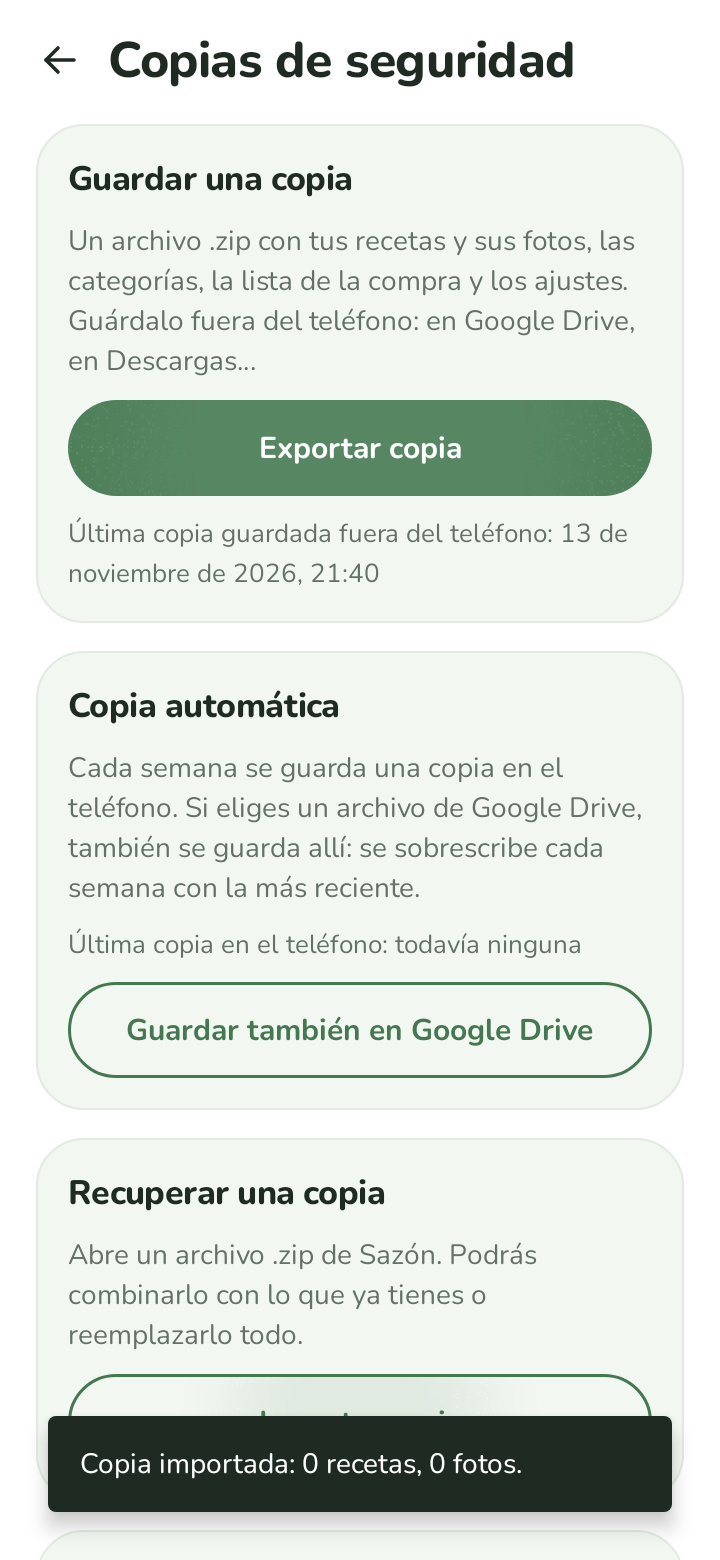 Copias de seguridad
Guardar una copia
Un archivo .zip con tus recetas y sus fotos, las
categorías, la lista de la compra y los ajustes.
Guárdalo fuera del teléfono: en Google Drive,
en Descargas...
Exportar copia
Última copia guardada fuera del teléfono: 13 de
noviembre de 2026, 21:40
Copia automática
Cada semana se guarda una copia en el
teléfono. Si eliges un archivo de Google Drive,
también se guarda allí: se sobrescribe cada
semana con la más reciente.
Última copia en el teléfono: todavía ninguna
Guardar también en Google Drive
Recuperar una copia
Abre un archivo .zip de Sazón. Podrás
combinarlo con lo que ya tienes o
reemplazarlo todo.
Copia importada: 0 recetas, 0 fotos.